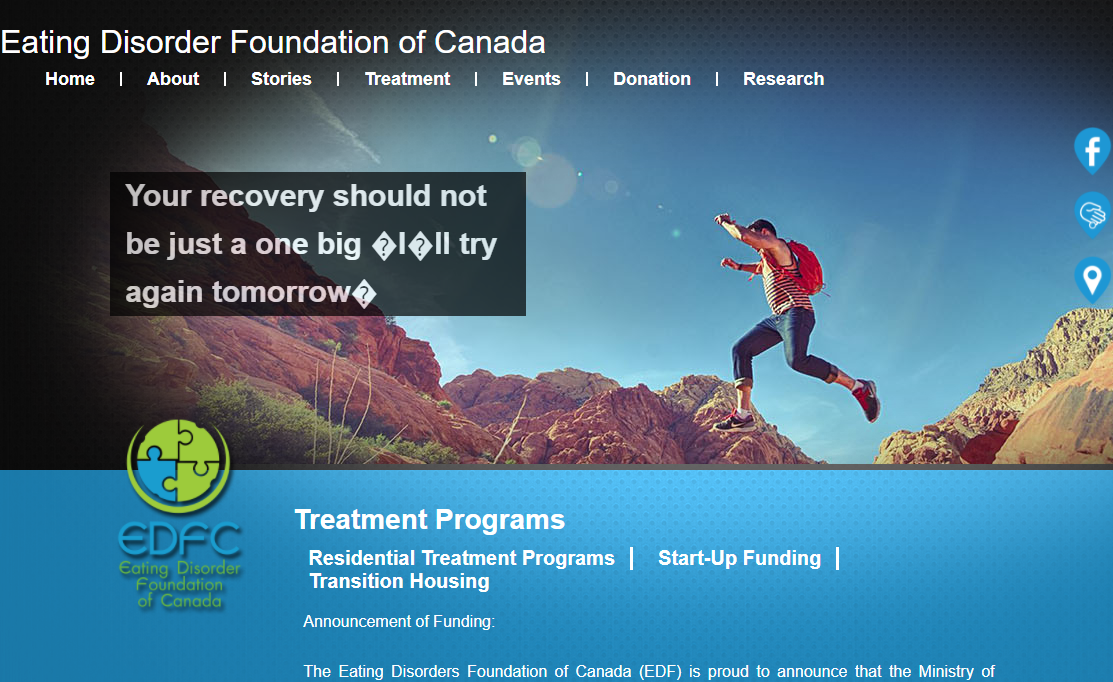 Eating Disorder Foundation of Canada
Home | About | Stories | Treatment | Events | Donation | Research
Your recovery should not
be just a one big �I�ll try
again tomorrow�
EDFC
Eating Disorder
Foundation
of Canada
Treatment Programs
Residential Treatment Programs | Start-Up Funding |
Transition Housing
Announcement of Funding:
The Eating Disorders Foundation of Canada (EDF) is proud to announce that the Ministry of